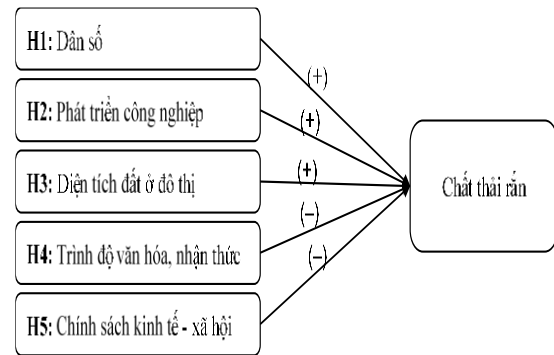 H1: Dân số
(+)
H2: Phát triển công nghiệp
(+)
H3: Diện tích đất ở đô thị
(+)
Chất thải rắn
(–)
H4: Trình độ văn hóa, nhận thức
(–)
H5: Chính sách kinh tế - xã hội